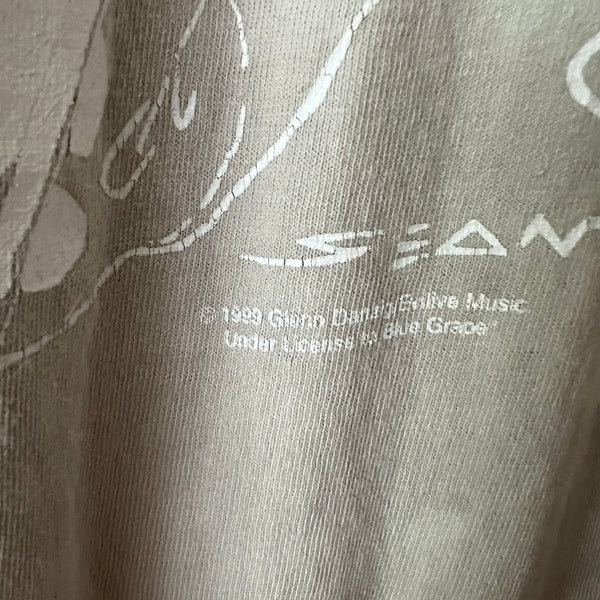 SEAN
© 1999 Glenn Danzig/Evilive Music
Under License to Blue Grape